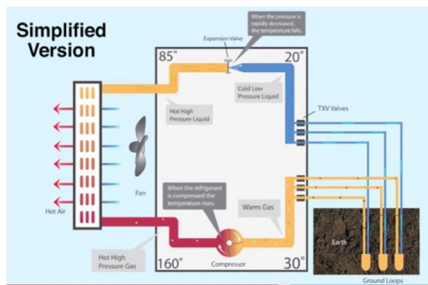 Simplified
Version
When the pressure is
rapidly decreased,
the temperature falls.
Expansion Valve
85°
20°
Cold Low
Pressure Liquid
Hot High
Pressure Liquid
TXV Valves
Fan
When the refrigerant
is compressed the
temperature rises.
Hot Air
Warm Gas
Earth
Hot High
Pressure Gas
160°
Compressor
30°
Ground Loops